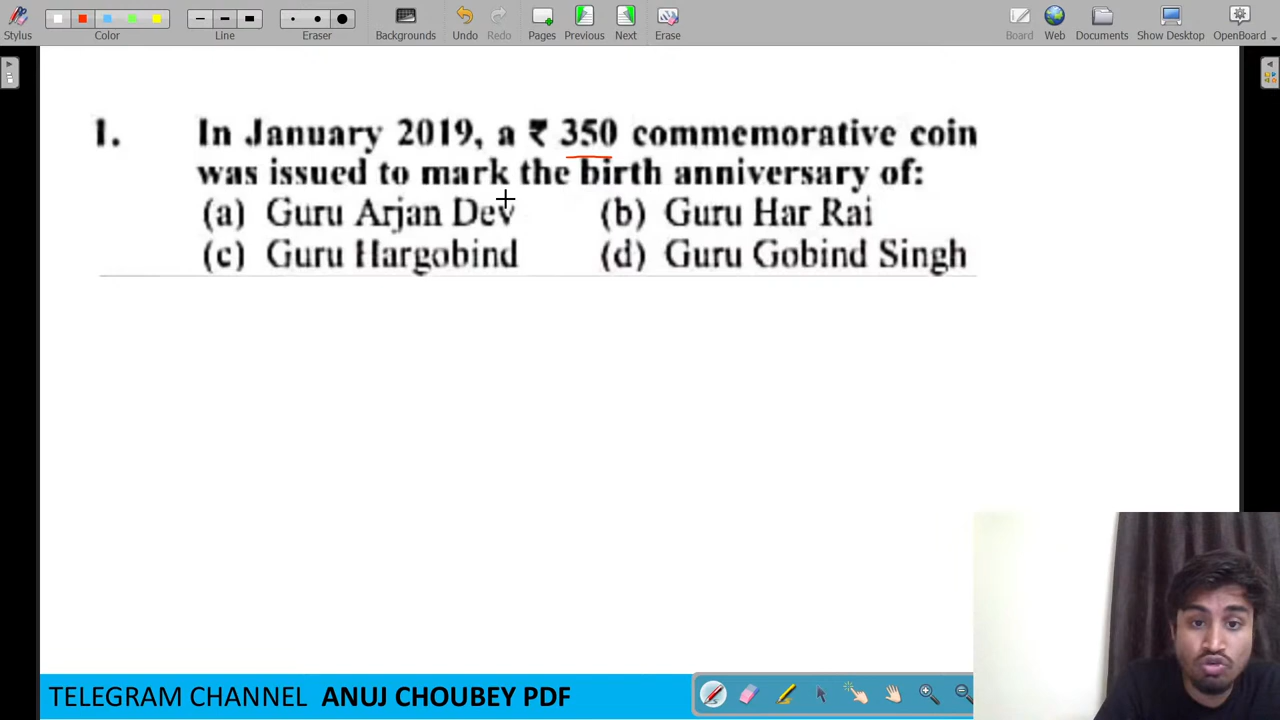 Stylus Color Line Eraser Backgrounds Undo Redo Pages Previous Next Erase Board Web Documents Show Desktop OpenBoard
1. In January 2019, a ₹ 350 commemorative coin
was issued to mark the birth anniversary of:
(a) Guru Arjan Dev (b) Guru Har Rai
(c) Guru Hargobind (d) Guru Gobind Singh
TELEGRAM CHANNEL ANUJ CHOUBEY PDF